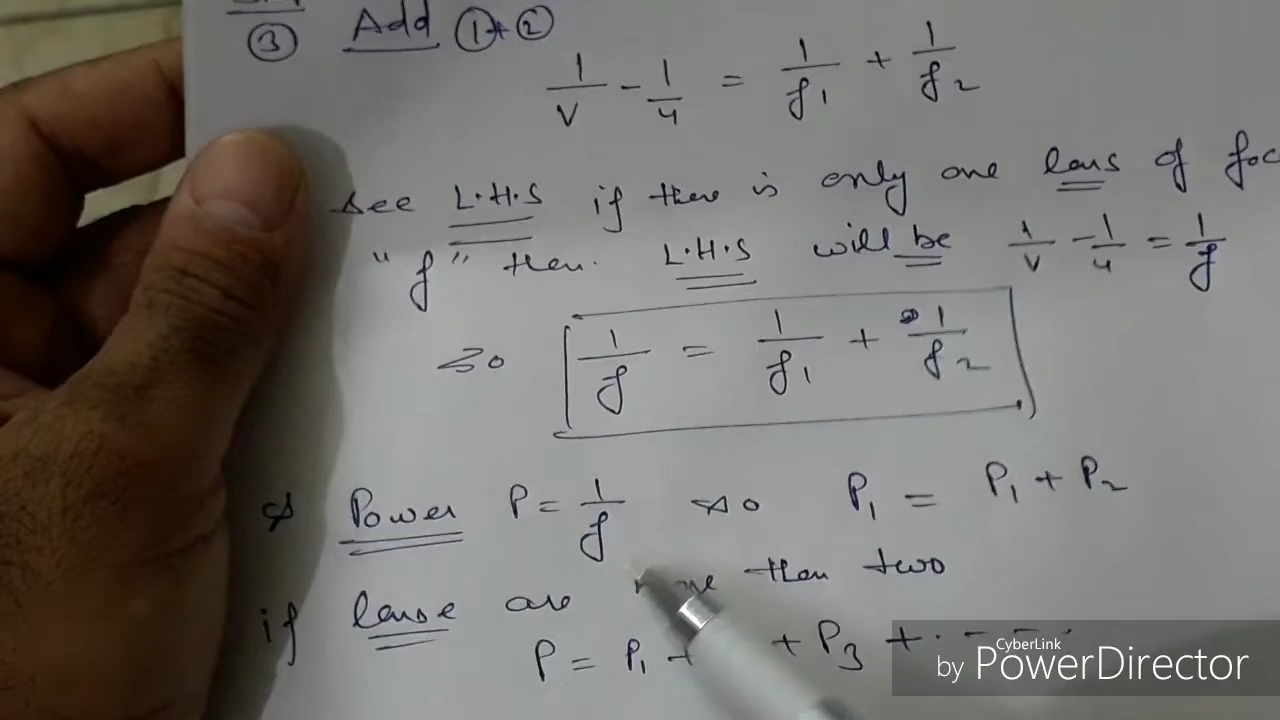 ③ Add ①+②
1/v - 1/u = 1/f1 + 1/f2
See L.H.S if there is only one lens of foc
"f" then. L.H.S will be 1/v - 1/u = 1/f
So 1/f = 1/f1 + 1/f2
Power P = 1/f so P1 = P1 + P2
if lense are then two
P = P1 + + P3 + . - - - .
CyberLink
by PowerDirector